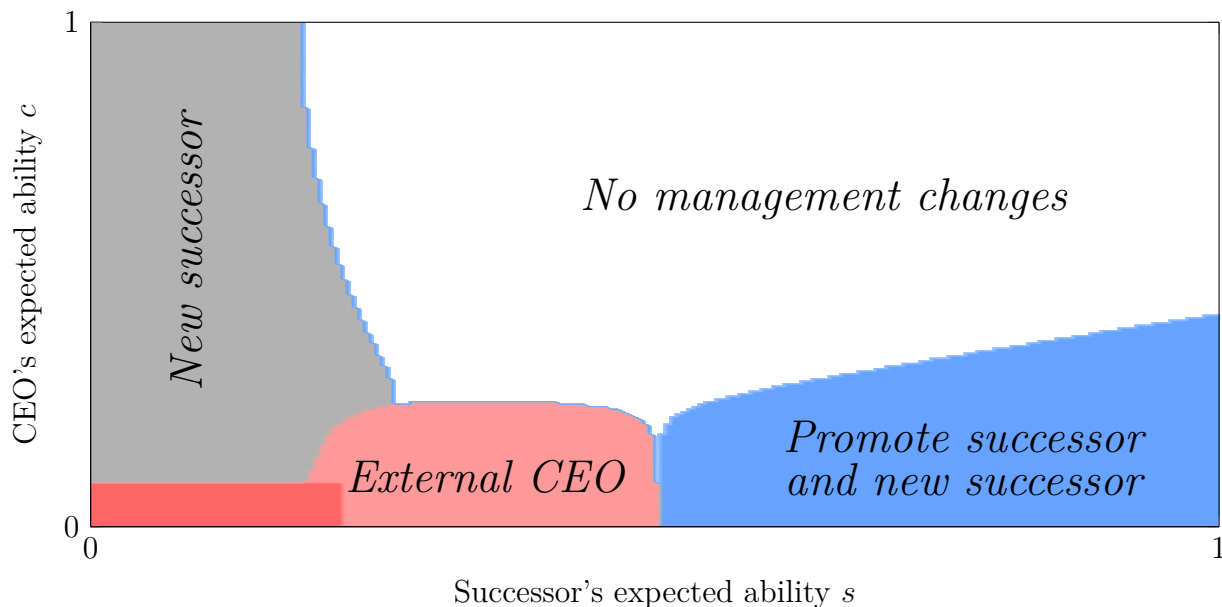 1
New successor
No management changes
CEO's expected ability c
Promote successor
and new successor
External CEO
0
0
1
Successor's expected ability s